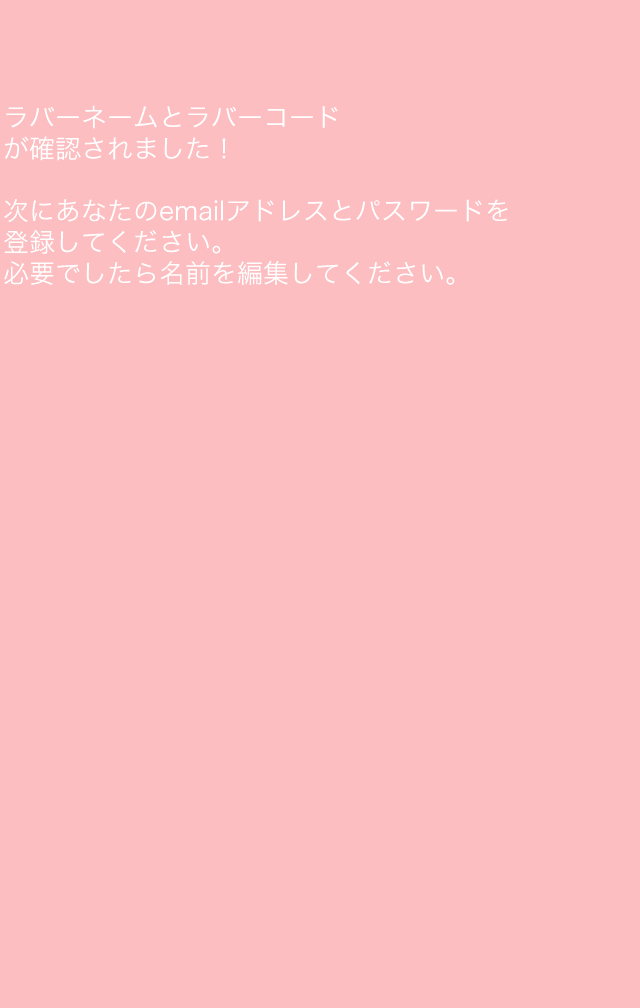 ラバーネームとラバーコード
が確認されました！
次にあなたのemailアドレスとパスワードを
登録してください。
必要でしたら名前を編集してください。